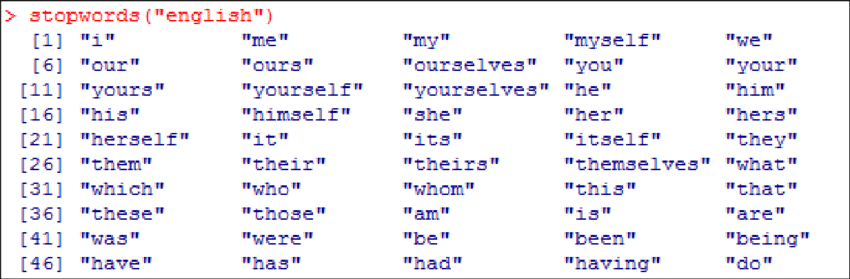 > stopwords("english")
[1] "i" "me" "my" "myself" "we"
[6] "our" "ours" "ourselves" "you" "your"
[11] "yours" "yourself" "yourselves" "he" "him"
[16] "his" "himself" "she" "her" "hers"
[21] "herself" "it" "its" "itself" "they"
[26] "them" "their" "theirs" "themselves" "what"
[31] "which" "who" "whom" "this" "that"
[36] "these" "those" "am" "is" "are"
[41] "was" "were" "be" "been" "being"
[46] "have" "has" "had" "having" "do"